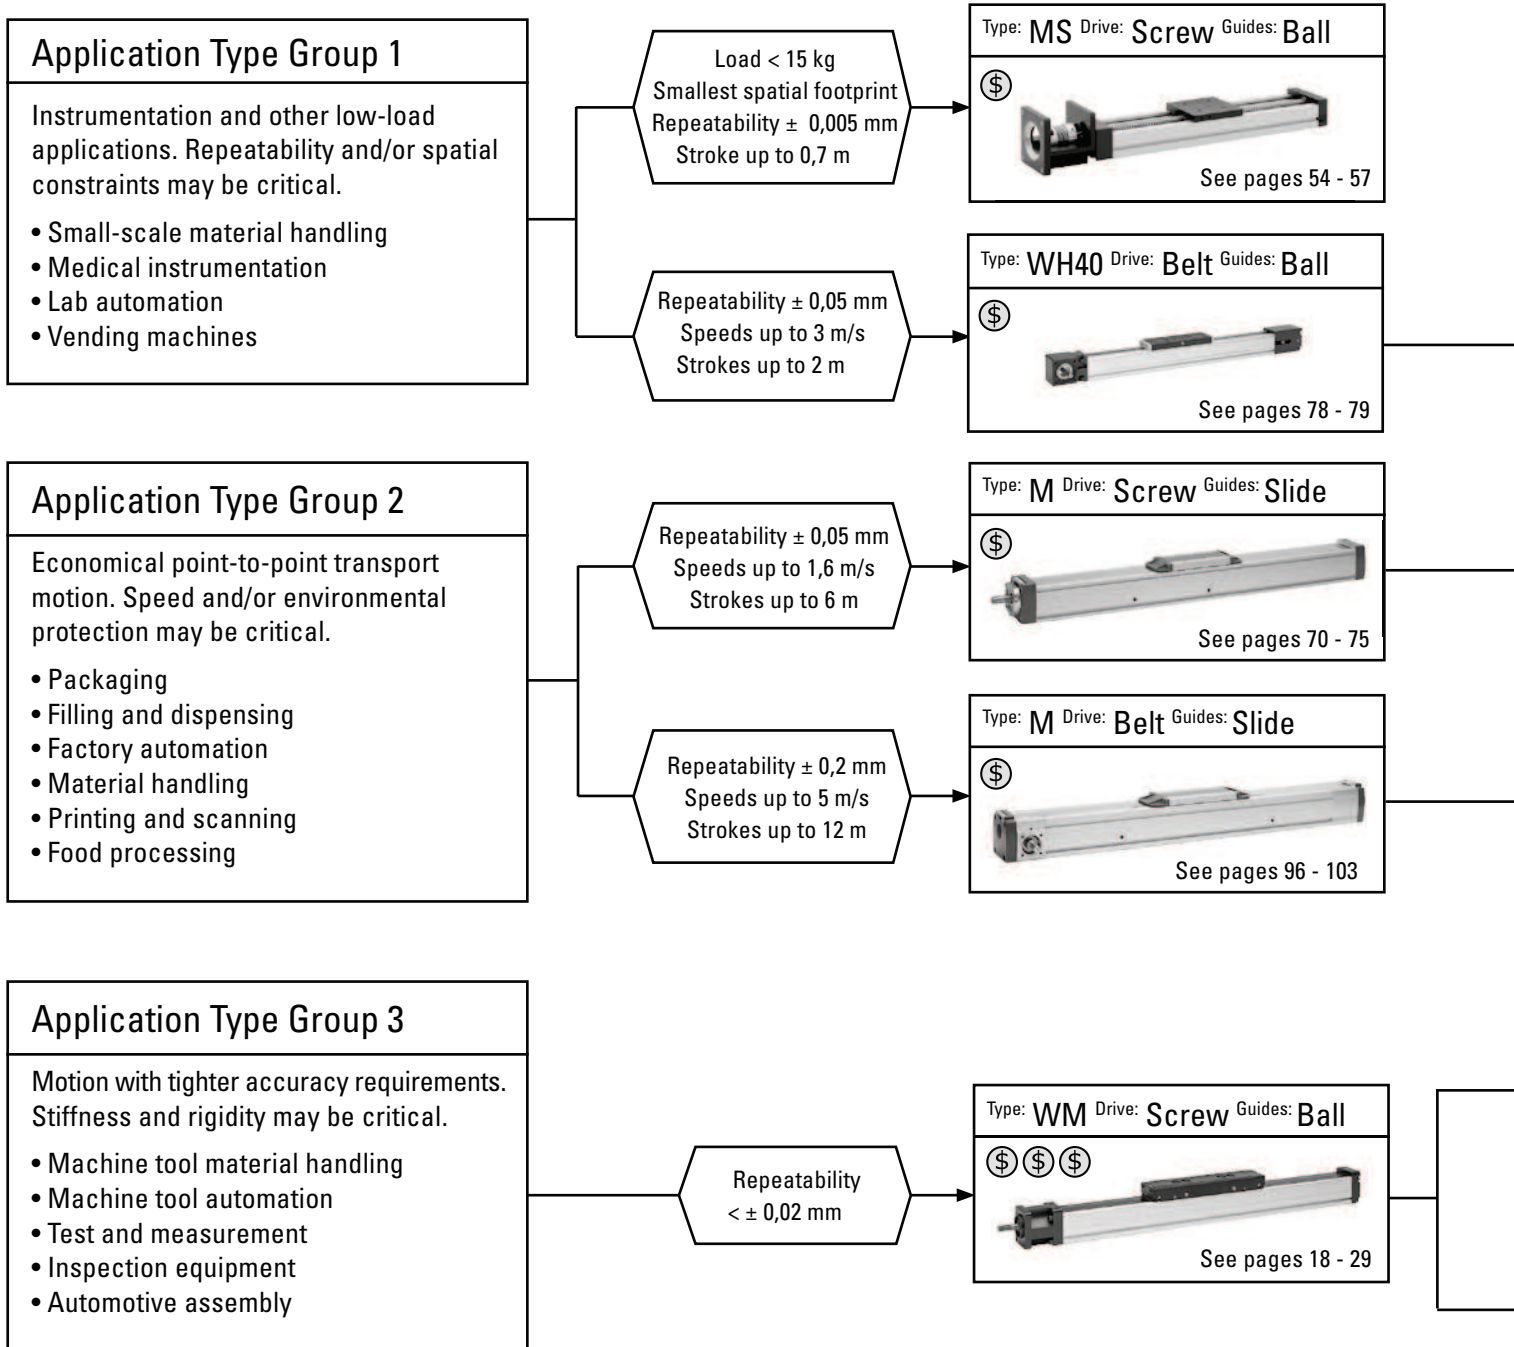 Application Type Group 1
Instrumentation and other low-load
applications. Repeatability and/or spatial
constraints may be critical.
• Small-scale material handling
• Medical instrumentation
• Lab automation
• Vending machines
Load < 15 kg
Smallest spatial footprint
Repeatability ± 0,005 mm
Stroke up to 0,7 m
Type: MS Drive: Screw Guides: Ball
$
See pages 54 - 57
Repeatability ± 0,05 mm
Speeds up to 3 m/s
Strokes up to 2 m
Type: WH40 Drive: Belt Guides: Ball
$
See pages 78 - 79
Application Type Group 2
Economical point-to-point transport
motion. Speed and/or environmental
protection may be critical.
• Packaging
• Filling and dispensing
• Factory automation
• Material handling
• Printing and scanning
• Food processing
Repeatability ± 0,05 mm
Speeds up to 1,6 m/s
Strokes up to 6 m
Type: M Drive: Screw Guides: Slide
$
See pages 70 - 75
Repeatability ± 0,2 mm
Speeds up to 5 m/s
Strokes up to 12 m
Type: M Drive: Belt Guides: Slide
$
See pages 96 - 103
Application Type Group 3
Motion with tighter accuracy requirements.
Stiffness and rigidity may be critical.
• Machine tool material handling
• Machine tool automation
• Test and measurement
• Inspection equipment
• Automotive assembly
Repeatability
< ± 0,02 mm
Type: WM Drive: Screw Guides: Ball
$ $ $
See pages 18 - 29